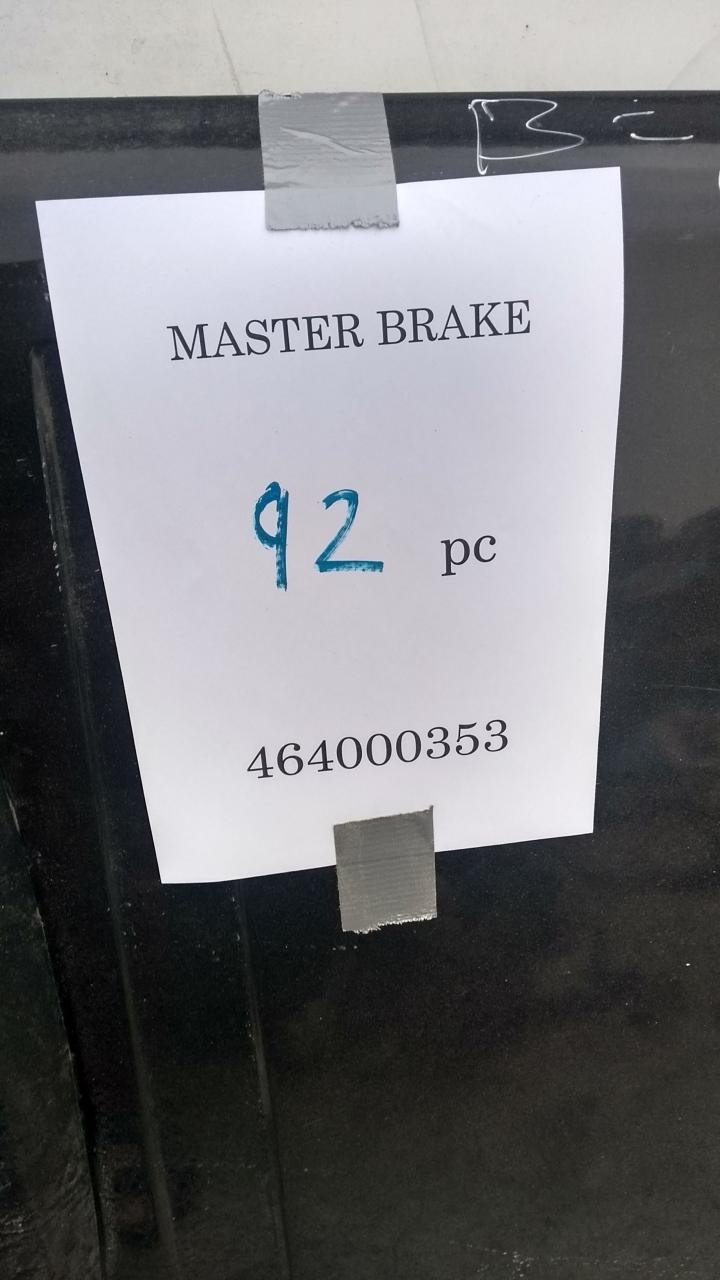 B =
MASTER BRAKE
92 pc
464000353